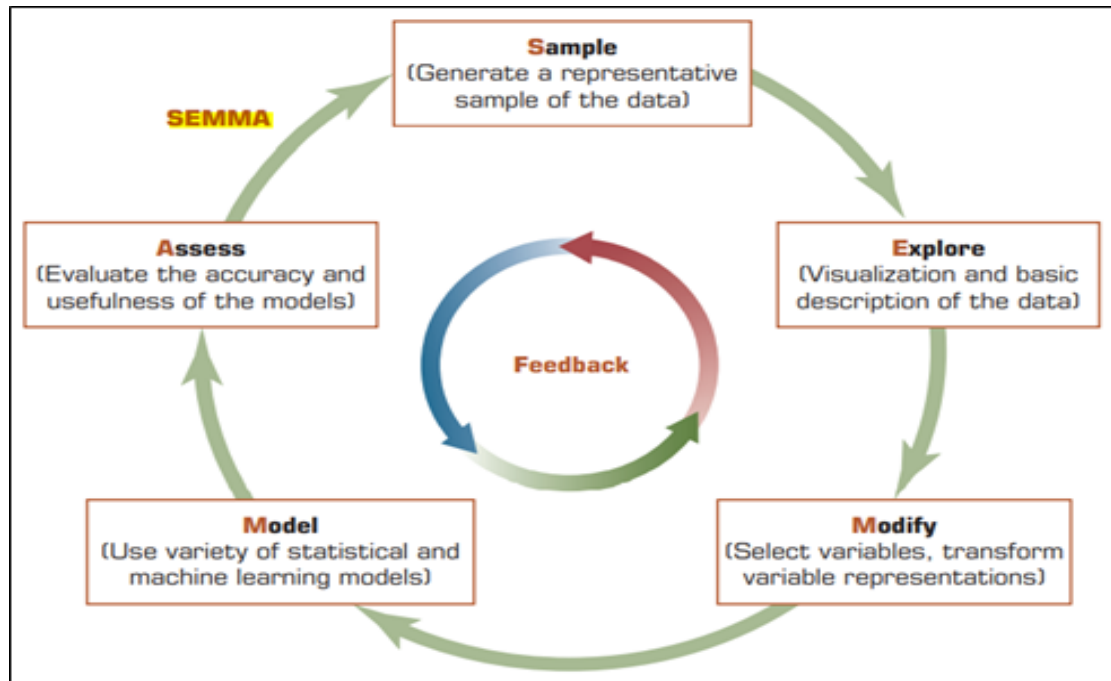 Sample
(Generate a representative
sample of the data)
SEMMA
Assess
(Evaluate the accuracy and
usefulness of the models)
Explore
(Visualization and basic
description of the data)
Feedback
Model
(Use variety of statistical and
machine learning models)
Modify
(Select variables, transform
variable representations)